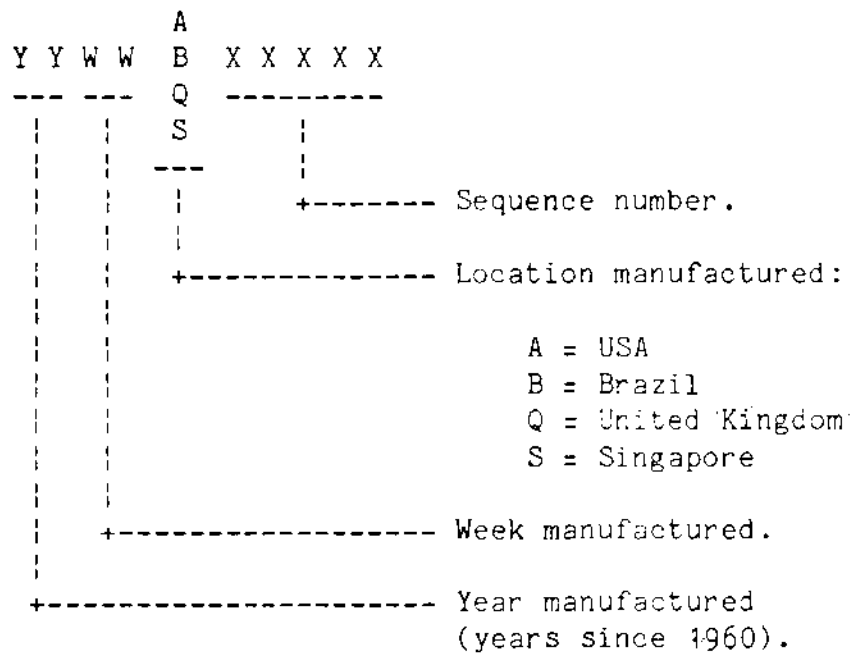 A
Y Y W W B X X X X X
Q
S
Sequence number.
Location manufactured:
A = USA
B = Brazil
Q = United Kingdom
S = Singapore
Week manufactured.
Year manufactured
(years since 1960).